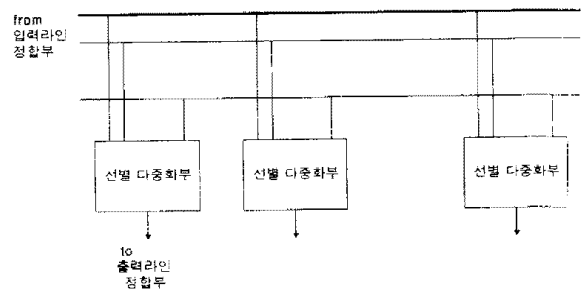 from
입력라인
정합부
선별 다중화부
선별 다중화부
선별 다중화부
to
출력라인
정합부